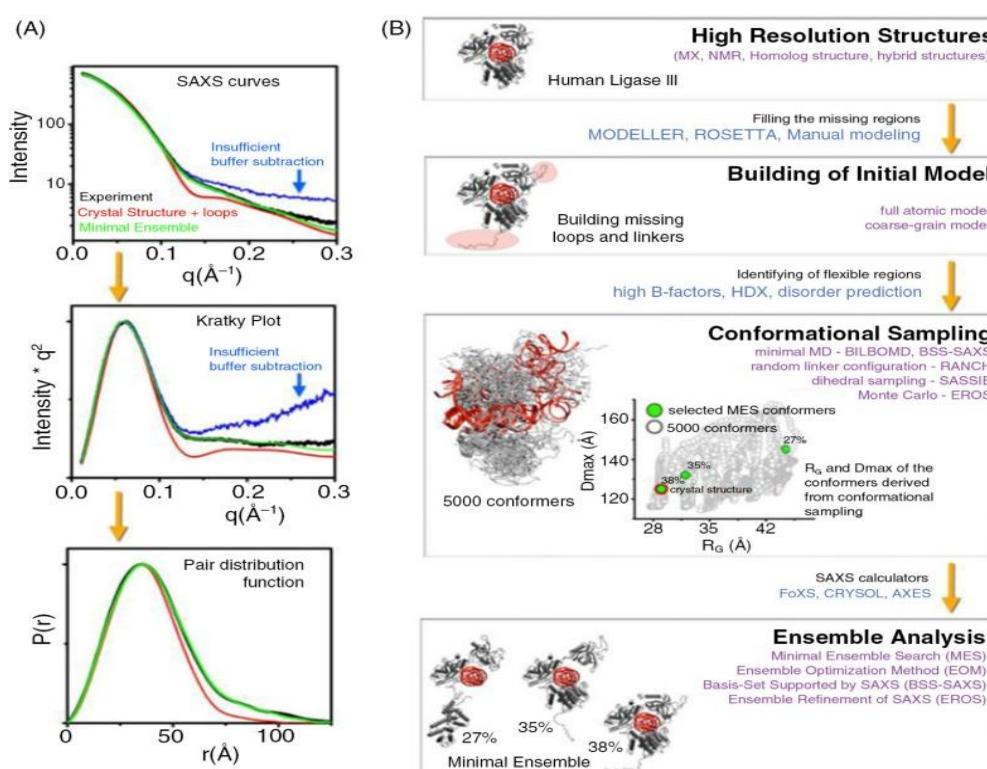 (A)
SAXS curves
Intensity
100
10
Insufficient
buffer subtraction
Experiment
Crystal Structure + loops
Minimal Ensemble
0.0 0.1 0.2 0.3
q(Å⁻¹)
Kratky Plot
Intensity * q²
Insufficient
buffer subtraction
0.0 0.1 0.2 0.3
q(Å⁻¹)
Pair distribution
function
P(r)
0 50 100
r(Å)
(B)
High Resolution Structures
(MX, NMR, Homolog structure, hybrid structures)
Human Ligase III
Filling the missing regions
MODELLER, ROSETTA, Manual modeling
Building of Initial Model
full atomic model
coarse-grain model
Building missing
loops and linkers
Identifying of flexible regions
high B-factors, HDX, disorder prediction
Conformational Sampling
minimal MD - BILBOMD, BSS-SAXS
random linker configuration - RANCH
dihedral sampling - SASSIE
Monte Carlo - EROS
5000 conformers
Dmax (Å)
160
140
120
selected MES conformers
5000 conformers
27%
35%
38%
crystal structure
28 35 42
R_G (Å)
R_G and Dmax of the
conformers derived
from conformational
sampling
SAXS calculators
FoXS, CRYSOL, AXES
Ensemble Analysis
Minimal Ensemble Search (MES)
Ensemble Optimization Method (EOM)
Basis-Set Supported by SAXS (BSS-SAXS)
Ensemble Refinement of SAXS (EROS)
27%
35%
38%
Minimal Ensemble